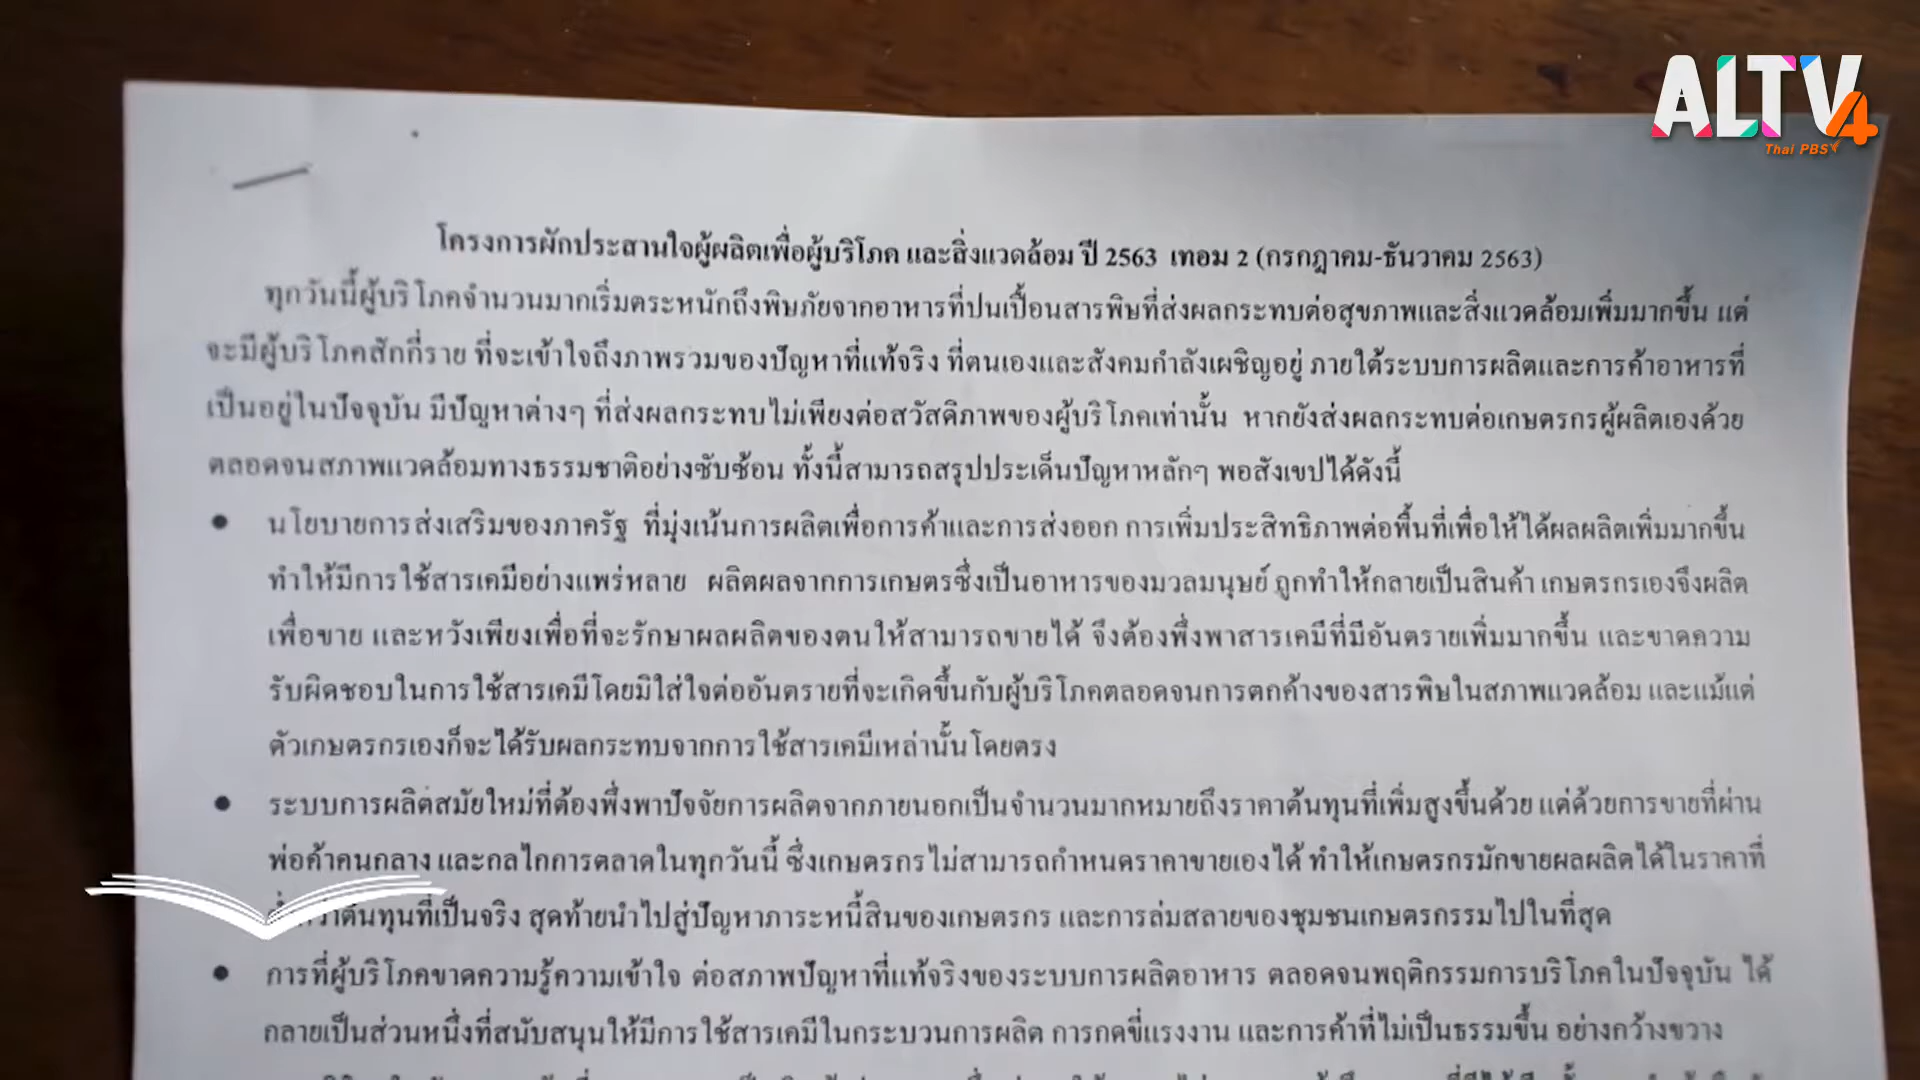 ALTV4
Thai PBS
โครงการผักประสานใจผู้ผลิตเพื่อผู้บริโภค และสิ่งแวดล้อม ปี 2563 เทอม 2 (กรกฎาคม-ธันวาคม 2563)
ทุกวันนี้ผู้บริโภคจำนวนมากเริ่มตระหนักถึงพิษภัยจากอาหารที่ปนเปื้อนสารพิษที่ส่งผลกระทบต่อสุขภาพและสิ่งแวดล้อมเพิ่มมากขึ้น แต่
จะมีผู้บริโภคสักกี่ราย ที่จะเข้าใจถึงภาพรวมของปัญหาที่แท้จริง ที่ตนเองและสังคมกำลังเผชิญอยู่ ภายใต้ระบบการผลิตและการค้าอาหารที่
เป็นอยู่ในปัจจุบัน มีปัญหาต่างๆ ที่ส่งผลกระทบไม่เพียงต่อสวัสดิภาพของผู้บริโภคเท่านั้น หากยังส่งผลกระทบต่อเกษตรกรผู้ผลิตเองด้วย
ตลอดจนสภาพแวดล้อมทางธรรมชาติอย่างซับซ้อน ทั้งนี้สามารถสรุปประเด็นปัญหาหลักๆ พอสังเขปได้ดังนี้
● นโยบายการส่งเสริมของภาครัฐ ที่มุ่งเน้นการผลิตเพื่อการค้าและการส่งออก การเพิ่มประสิทธิภาพต่อพื้นที่เพื่อให้ได้ผลผลิตเพิ่มมากขึ้น
ทำให้มีการใช้สารเคมีอย่างแพร่หลาย ผลิตผลจากการเกษตรซึ่งเป็นอาหารของมวลมนุษย์ ถูกทำให้กลายเป็นสินค้า เกษตรกรเองจึงผลิต
เพื่อขาย และหวังเพียงเพื่อที่จะรักษาผลผลิตของตนให้สามารถขายได้ จึงต้องพึ่งพาสารเคมีที่มีอันตรายเพิ่มมากขึ้น และขาดความ
รับผิดชอบในการใช้สารเคมีโดยมิใส่ใจต่ออันตรายที่จะเกิดขึ้นกับผู้บริโภคตลอดจนการตกค้างของสารพิษในสภาพแวดล้อม และแม้แต่
ตัวเกษตรกรเองก็จะได้รับผลกระทบจากการใช้สารเคมีเหล่านั้นโดยตรง
● ระบบการผลิตสมัยใหม่ที่ต้องพึ่งพาปัจจัยการผลิตจากภายนอกเป็นจำนวนมากหมายถึงราคาต้นทุนที่เพิ่มสูงขึ้นด้วย แต่ด้วยการขายที่ผ่าน
พ่อค้าคนกลาง และกลไกการตลาดในทุกวันนี้ ซึ่งเกษตรกรไม่สามารถกำหนดราคาขายเองได้ ทำให้เกษตรกรมักขายผลผลิตได้ในราคาที่
ต้นทุนที่เป็นจริง สุดท้ายนำไปสู่ปัญหาภาระหนี้สินของเกษตรกร และการล่มสลายของชุมชนเกษตรกรรมไปในที่สุด
● การที่ผู้บริโภคขาดความรู้ความเข้าใจ ต่อสภาพปัญหาที่แท้จริงของระบบการผลิตอาหาร ตลอดจนพฤติกรรมการบริโภคในปัจจุบัน ได้
กลายเป็นส่วนหนึ่งที่สนับสนุนให้มีการใช้สารเคมีในกระบวนการผลิต การกดขี่แรงงาน และการค้าที่ไม่เป็นธรรมขึ้น อย่างกว้างขวาง